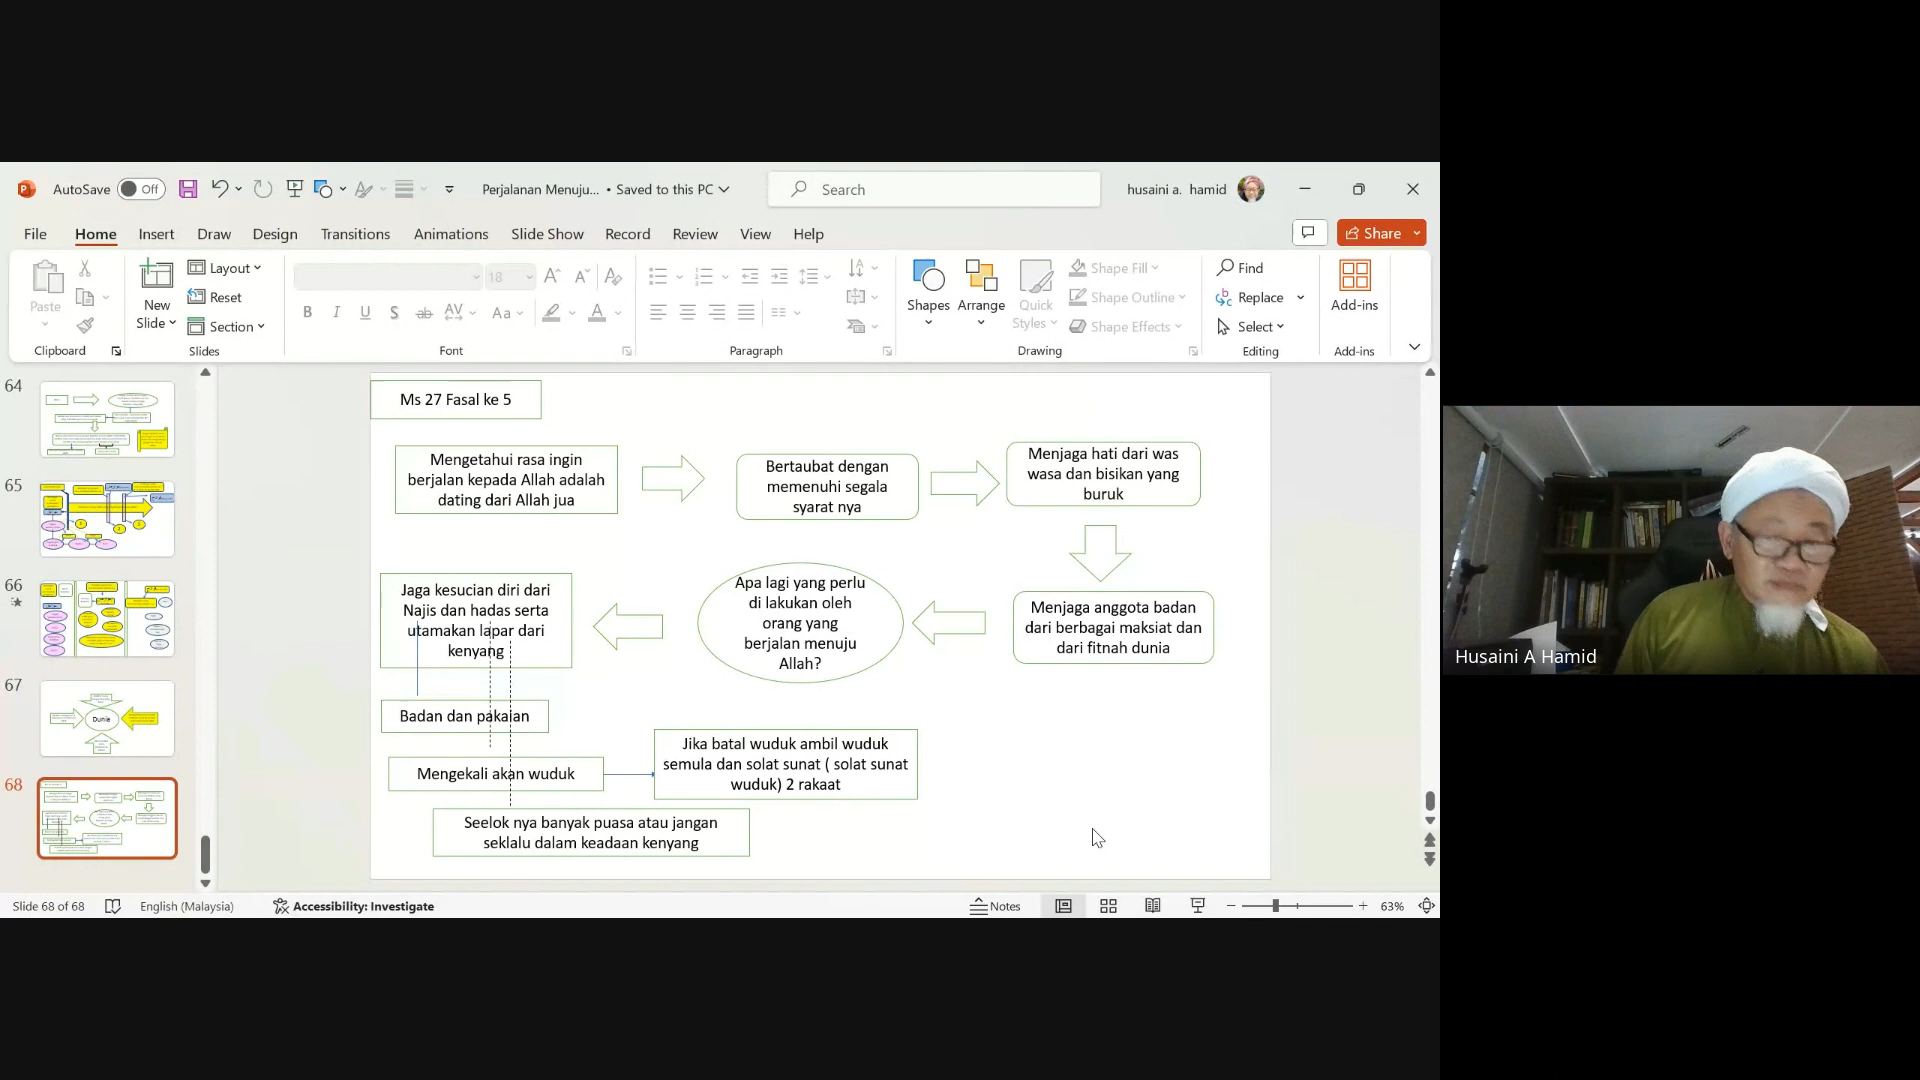 AutoSave Off
Perjalanan Menuju... • Saved to this PC
Search
husaini a. hamid
File Home Insert Draw Design Transitions Animations Slide Show Record Review View Help
Share
Paste
Clipboard
New
Slide
Layout
Reset
Section
Slides
18
B I U S ab AV Aa A
Font
Paragraph
Shapes
Arrange
Quick
Styles
Shape Fill
Shape Outline
Shape Effects
Drawing
Find
Replace
Select
Editing
Add-ins
Add-ins
64
65
66
67
Dunia
68
Ms 27 Fasal ke 5
Mengetahui rasa ingin
berjalan kepada Allah adalah
dating dari Allah jua
Bertaubat dengan
memenuhi segala
syarat nya
Menjaga hati dari was
wasa dan bisikan yang
buruk
Menjaga anggota badan
dari berbagai maksiat dan
dari fitnah dunia
Apa lagi yang perlu
di lakukan oleh
orang yang
berjalan menuju
Allah?
Jaga kesucian diri dari
Najis dan hadas serta
utamakan lapar dari
kenyang
Badan dan pakaian
Mengekali akan wuduk
Jika batal wuduk ambil wuduk
semula dan solat sunat ( solat sunat
wuduk) 2 rakaat
Seelok nya banyak puasa atau jangan
seklalu dalam keadaan kenyang
Husaini A Hamid
Slide 68 of 68
English (Malaysia)
Accessibility: Investigate
Notes
63%